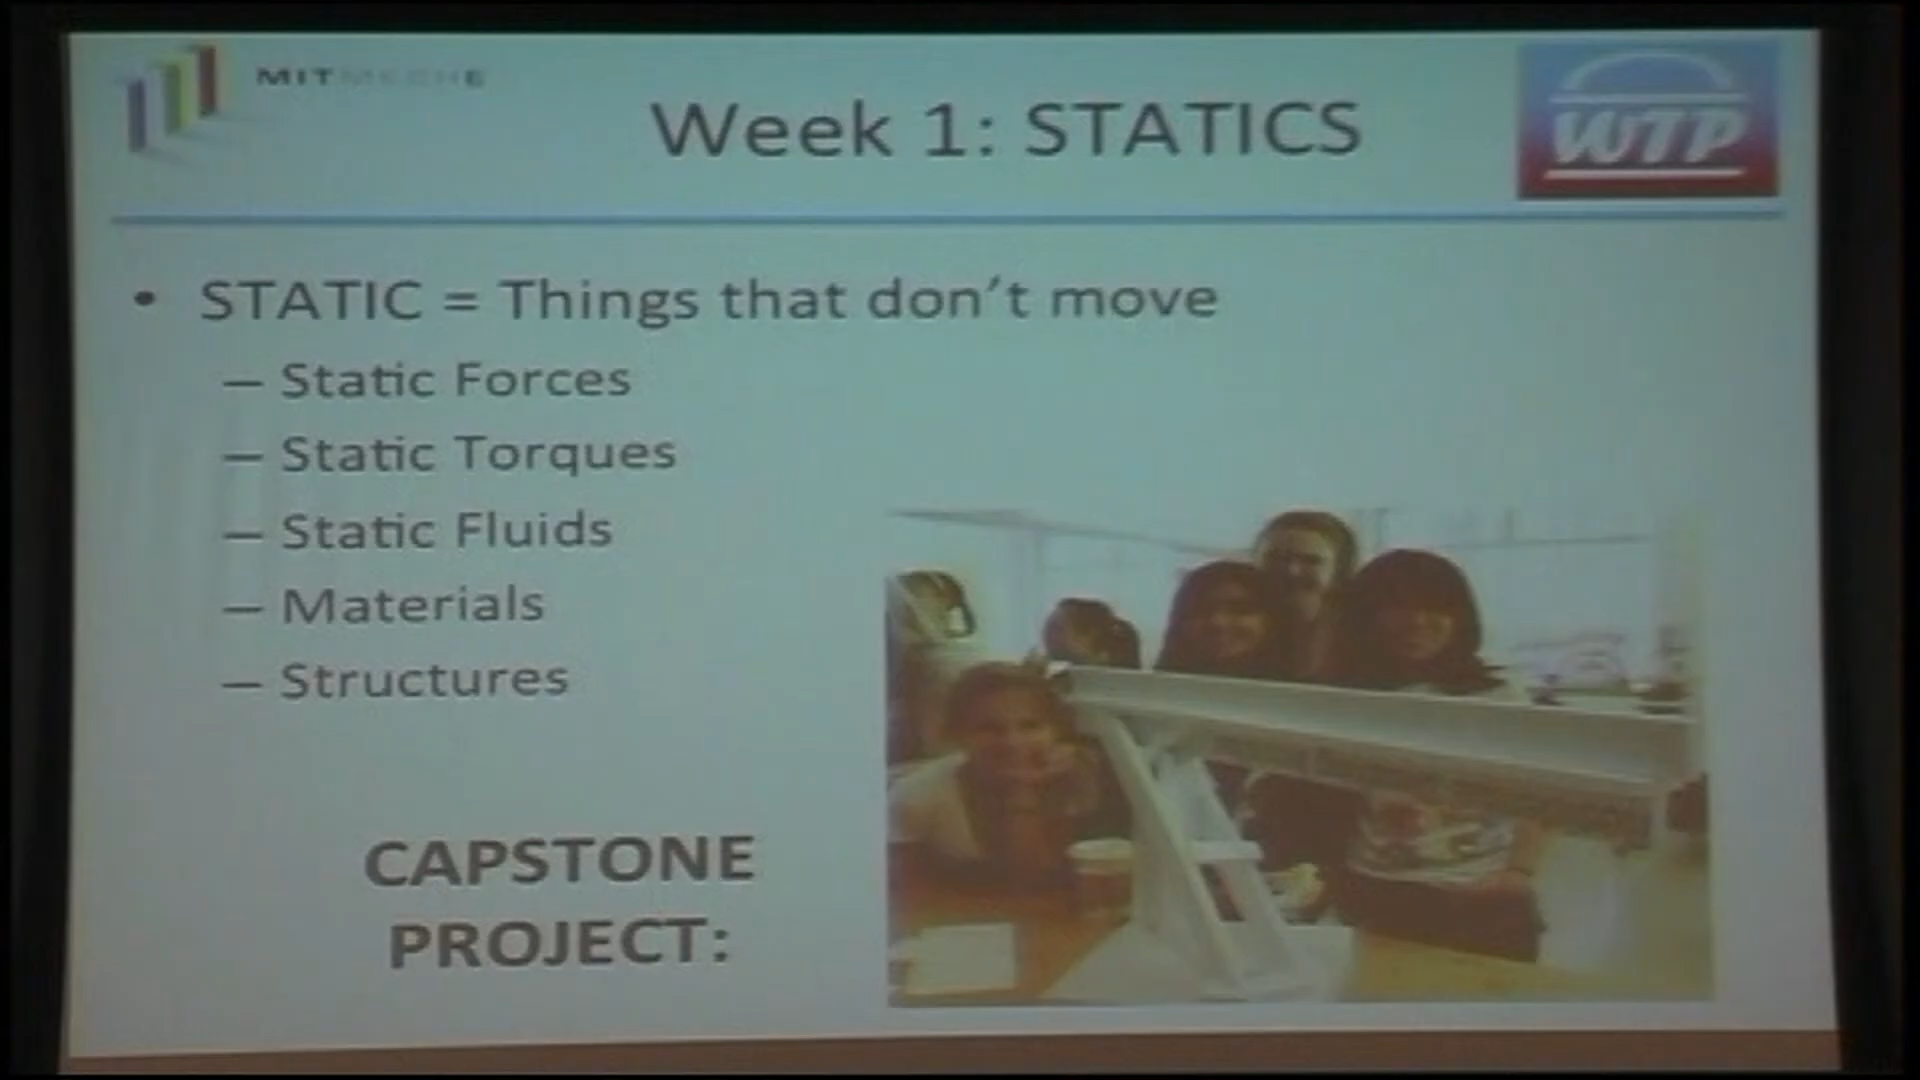 MITMECHE
Week 1: STATICS
WTP
• STATIC = Things that don't move
– Static Forces
– Static Torques
– Static Fluids
– Materials
– Structures
CAPSTONE
PROJECT: